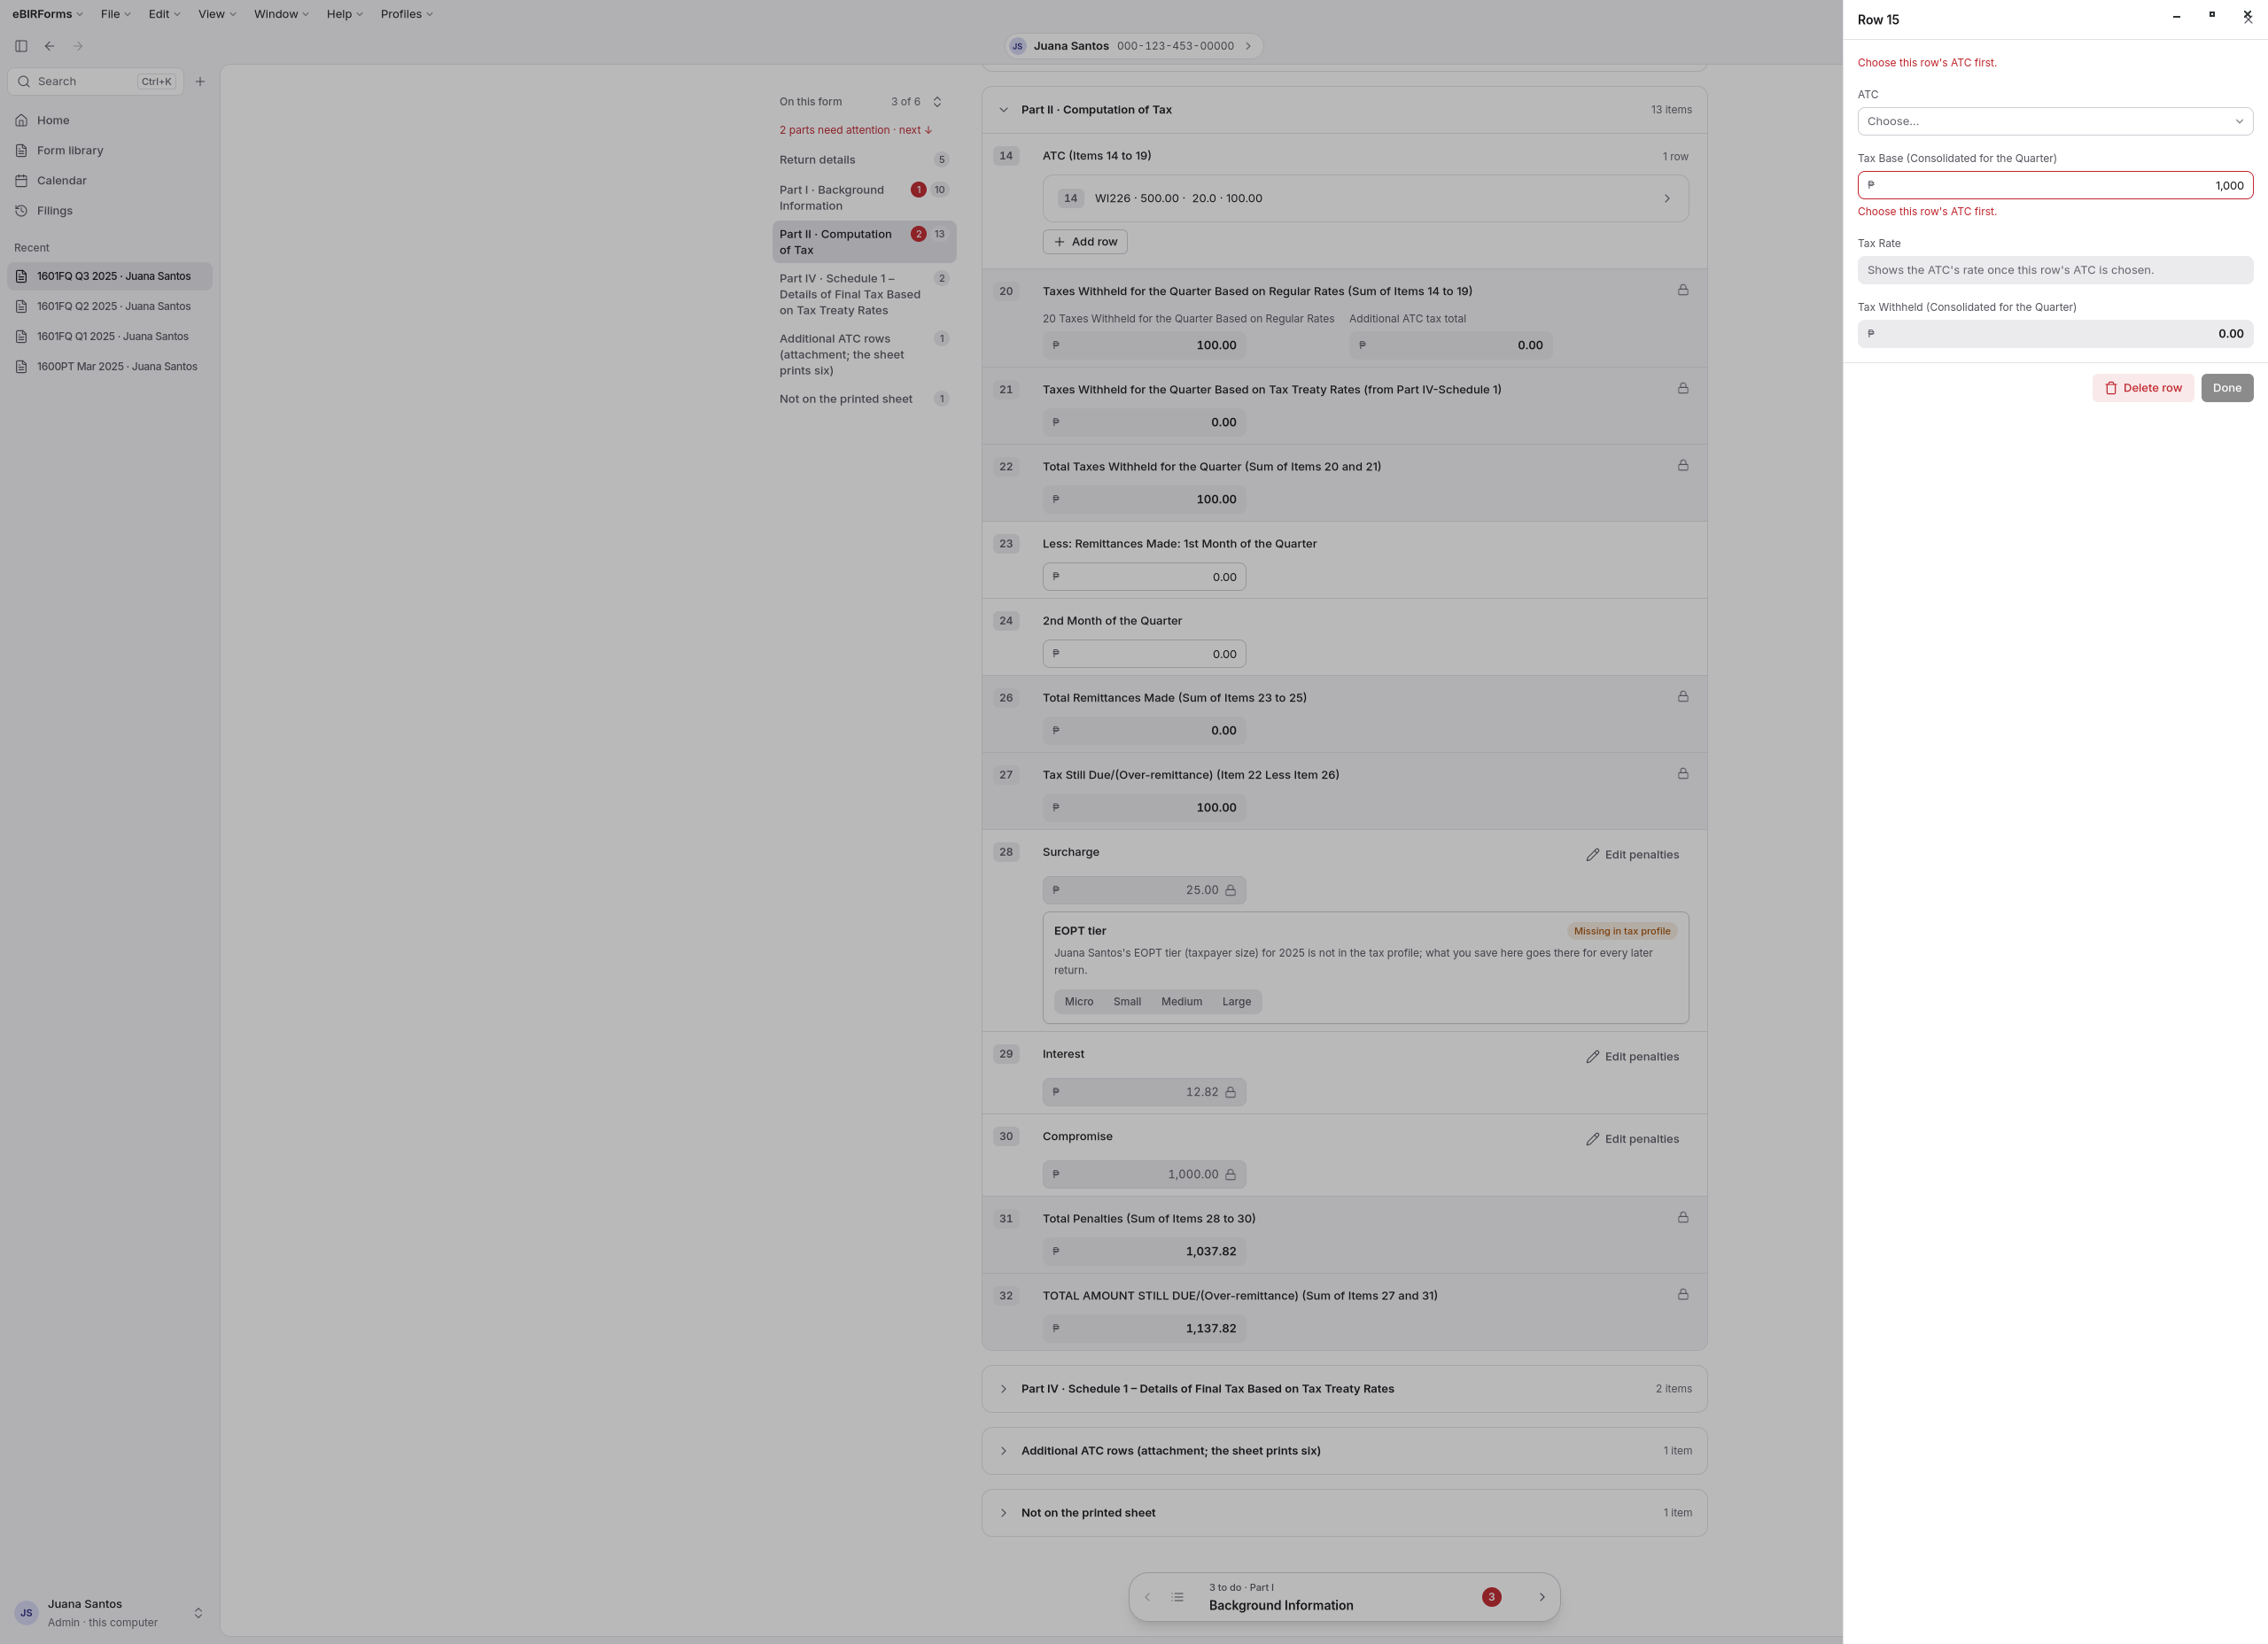 eBIRForms File Edit View Window Help Profiles
JS Juana Santos 000-123-453-00000
Search Ctrl+K
Home
Form library
Calendar
Filings
Recent
1601FQ Q3 2025 · Juana Santos
1601FQ Q2 2025 · Juana Santos
1601FQ Q1 2025 · Juana Santos
1600PT Mar 2025 · Juana Santos
JS Juana Santos
Admin · this computer
On this form 3 of 6
2 parts need attention · next ↓
Return details 5
Part I · Background 1 10
Information
Part II · Computation 2 13
of Tax
Part IV · Schedule 1 – 2
Details of Final Tax Based
on Tax Treaty Rates
Additional ATC rows 1
(attachment; the sheet
prints six)
Not on the printed sheet 1
Part II · Computation of Tax 13 items
14 ATC (Items 14 to 19) 1 row
14 WI226 · 500.00 · 20.0 · 100.00
Add row
20 Taxes Withheld for the Quarter Based on Regular Rates (Sum of Items 14 to 19)
20 Taxes Withheld for the Quarter Based on Regular Rates Additional ATC tax total
₱ 100.00 ₱ 0.00
21 Taxes Withheld for the Quarter Based on Tax Treaty Rates (from Part IV-Schedule 1)
₱ 0.00
22 Total Taxes Withheld for the Quarter (Sum of Items 20 and 21)
₱ 100.00
23 Less: Remittances Made: 1st Month of the Quarter
₱ 0.00
24 2nd Month of the Quarter
₱ 0.00
26 Total Remittances Made (Sum of Items 23 to 25)
₱ 0.00
27 Tax Still Due/(Over-remittance) (Item 22 Less Item 26)
₱ 100.00
28 Surcharge Edit penalties
₱ 25.00
EOPT tier Missing in tax profile
Juana Santos's EOPT tier (taxpayer size) for 2025 is not in the tax profile; what you save here goes there for every later
return.
Micro Small Medium Large
29 Interest Edit penalties
₱ 12.82
30 Compromise Edit penalties
₱ 1,000.00
31 Total Penalties (Sum of Items 28 to 30)
₱ 1,037.82
32 TOTAL AMOUNT STILL DUE/(Over-remittance) (Sum of Items 27 and 31)
₱ 1,137.82
Part IV · Schedule 1 – Details of Final Tax Based on Tax Treaty Rates 2 items
Additional ATC rows (attachment; the sheet prints six) 1 item
Not on the printed sheet 1 item
3 to do · Part I
Background Information 3
Row 15
Choose this row's ATC first.
ATC
Choose...
Tax Base (Consolidated for the Quarter)
₱ 1,000
Choose this row's ATC first.
Tax Rate
Shows the ATC's rate once this row's ATC is chosen.
Tax Withheld (Consolidated for the Quarter)
₱ 0.00
Delete row Done